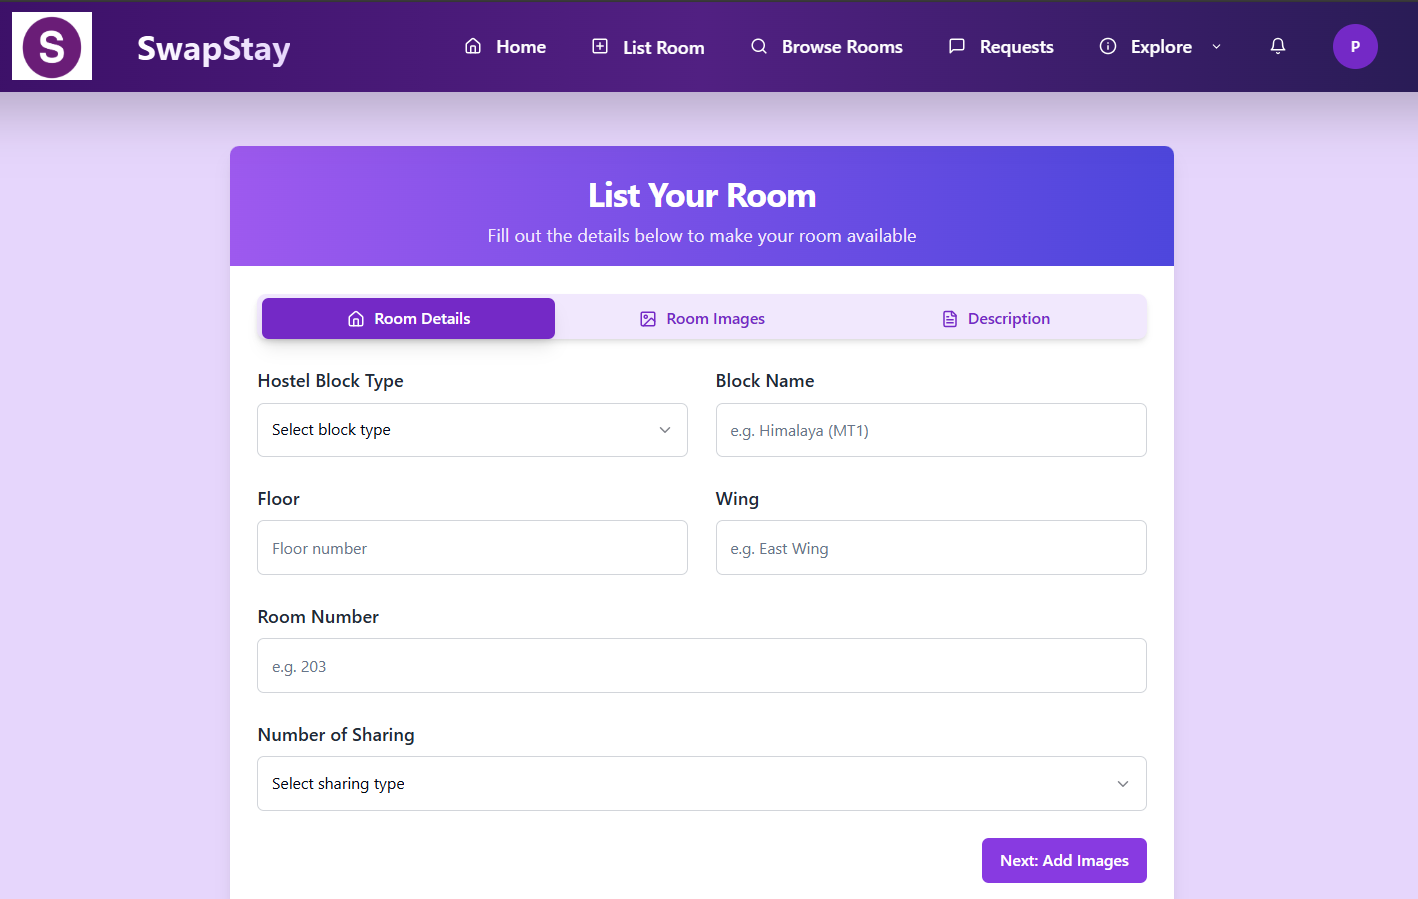 S
SwapStay
Home
List Room
Browse Rooms
Requests
Explore
P
List Your Room
Fill out the details below to make your room available
Room Details
Room Images
Description
Hostel Block Type
Block Name
Select block type
e.g. Himalaya (MT1)
Floor
Wing
Floor number
e.g. East Wing
Room Number
e.g. 203
Number of Sharing
Select sharing type
Next: Add Images